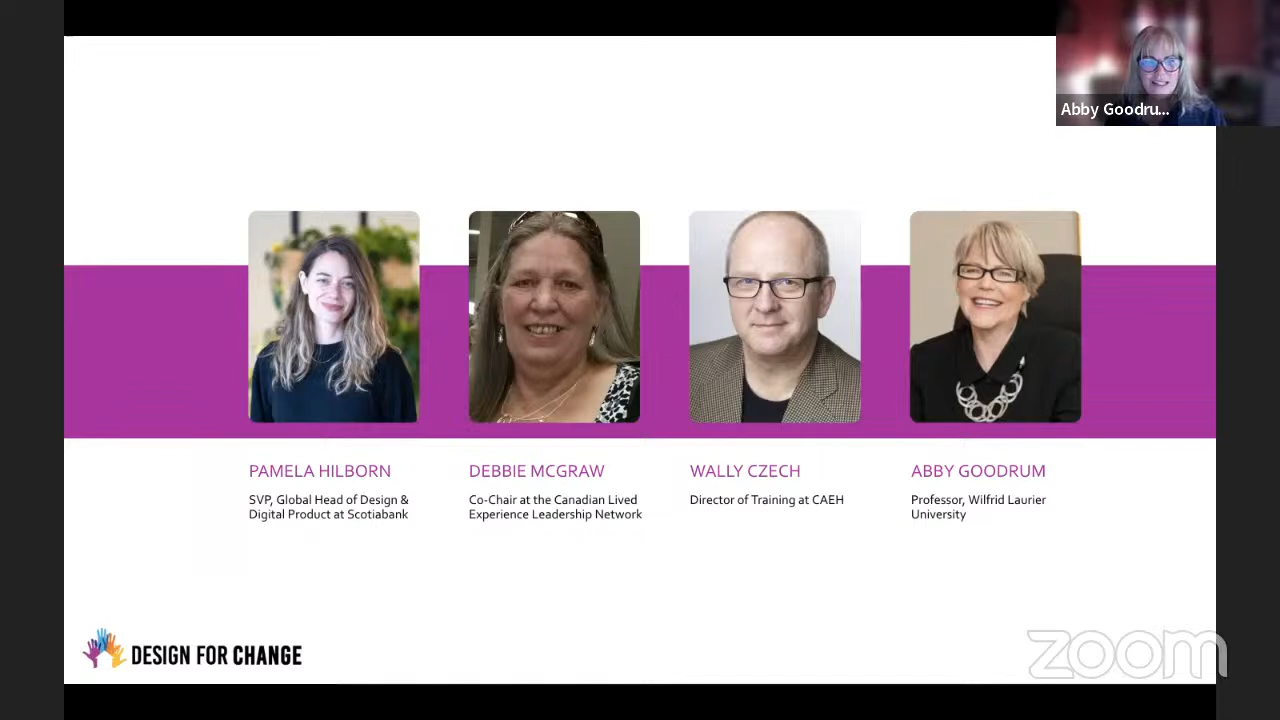 Abby Goodru...
PAMELA HILBORN
SVP, Global Head of Design &
Digital Product at Scotiabank
DEBBIE MCGRAW
Co-Chair at the Canadian Lived
Experience Leadership Network
WALLY CZECH
Director of Training at CAEH
ABBY GOODRUM
Professor, Wilfrid Laurier
University
DESIGN FOR CHANGE
zoom